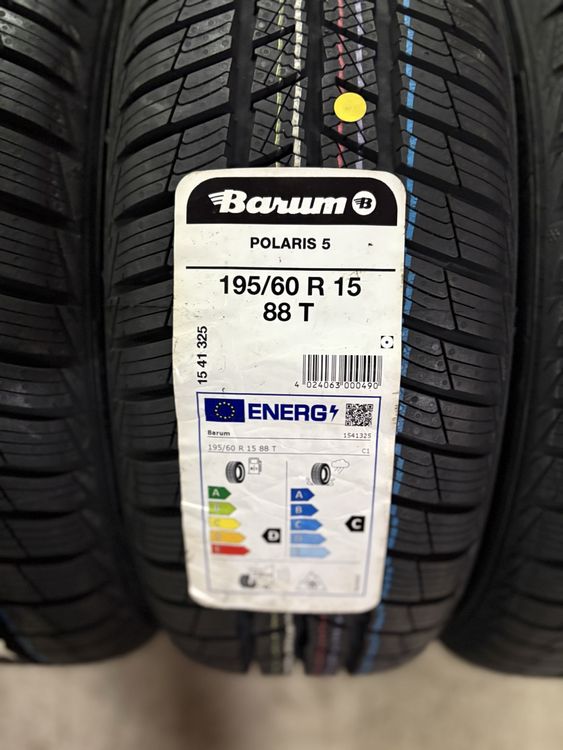 Barum B
POLARIS 5
195/60 R 15
88 T
15 41 325
4 024063 000490
ENERG
Barum 1541325
195/60 R 15 88 T C1
A A
B
C C C
D